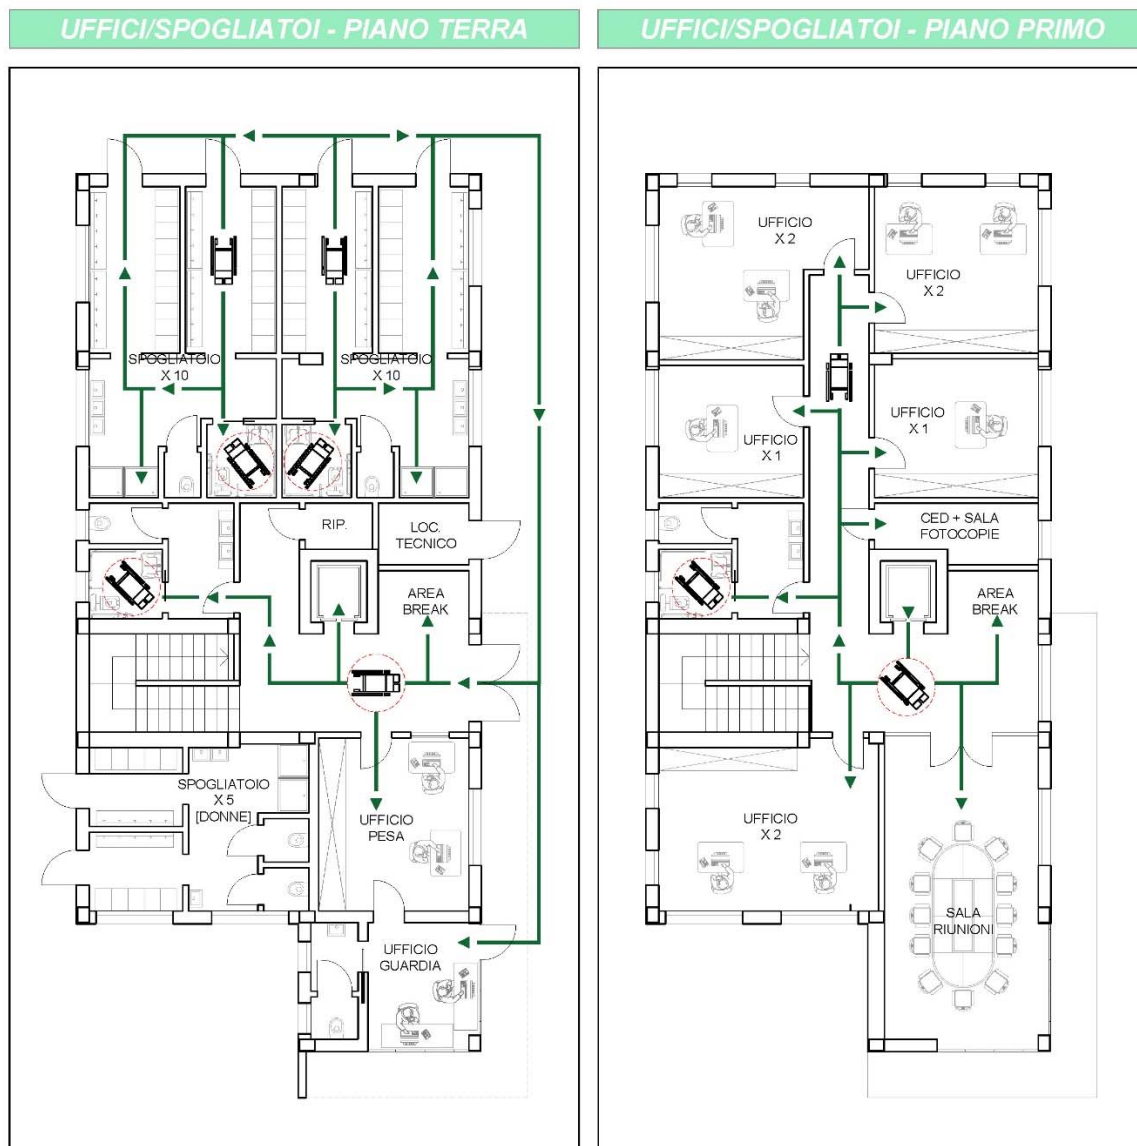 UFFICI/SPOGLIATOI - PIANO TERRA
SPOGLIATOIO
X 10
SPOGLIATOIO
X 10
RIP.
LOC.
TECNICO
AREA
BREAK
SPOGLIATOIO
X 5
[DONNE]
UFFICIO
PESA
UFFICIO
GUARDIA
UFFICI/SPOGLIATOI - PIANO PRIMO
UFFICIO
X 2
UFFICIO
X 2
UFFICIO
X 1
UFFICIO
X 1
CED + SALA
FOTOCOPIE
AREA
BREAK
UFFICIO
X 2
SALA
RIUNIONI